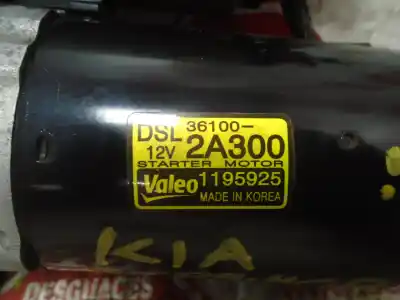 DSL 36100-
12V 2A300
STARTER MOTOR
Valeo 1195925
MADE IN KOREA
KIA
DESGUACES